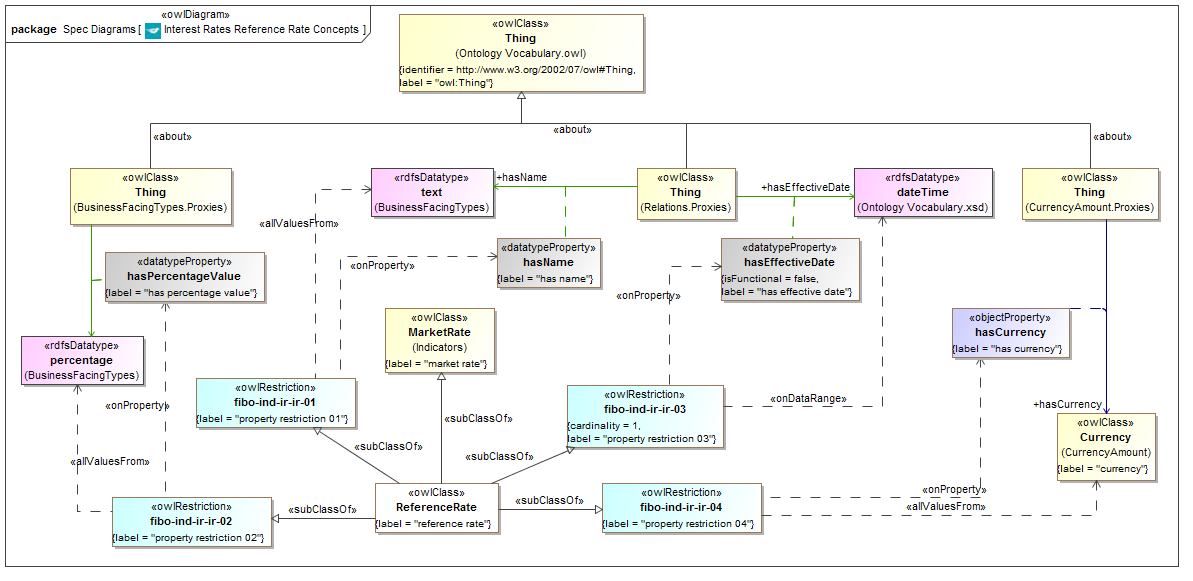 «owlDiagram»
package Spec Diagrams [ Interest Rates Reference Rate Concepts ]
«owlClass»
Thing
(Ontology Vocabulary.owl)
{identifier = http://www.w3.org/2002/07/owl#Thing,
label = "owl:Thing"}
«about»
«about»
«about»
«owlClass»
Thing
(BusinessFacingTypes.Proxies)
«rdfsDatatype»
text
(BusinessFacingTypes)
+hasName
«owlClass»
Thing
(Relations.Proxies)
+hasEffectiveDate
«rdfsDatatype»
dateTime
(Ontology Vocabulary.xsd)
«owlClass»
Thing
(CurrencyAmount.Proxies)
«allValuesFrom»
«datatypeProperty»
hasPercentageValue
{label = "has percentage value"}
«onProperty»
«datatypeProperty»
hasName
{label = "has name"}
«datatypeProperty»
hasEffectiveDate
{isFunctional = false,
label = "has effective date"}
«onProperty»
«rdfsDatatype»
percentage
(BusinessFacingTypes)
«owlClass»
MarketRate
(Indicators)
{label = "market rate"}
«objectProperty»
hasCurrency
{label = "has currency"}
«owlRestriction»
fibo-ind-ir-ir-01
{label = "property restriction 01"}
«onProperty»
«subClassOf»
«owlRestriction»
fibo-ind-ir-ir-03
{cardinality = 1,
label = "property restriction 03"}
«onDataRange»
+hasCurrency
«owlClass»
Currency
(CurrencyAmount)
{label = "currency"}
«subClassOf»
«subClassOf»
«allValuesFrom»
«owlRestriction»
fibo-ind-ir-ir-02
{label = "property restriction 02"}
«subClassOf»
«owlClass»
ReferenceRate
{label = "reference rate"}
«subClassOf»
«owlRestriction»
fibo-ind-ir-ir-04
{label = "property restriction 04"}
«onProperty»
«allValuesFrom»